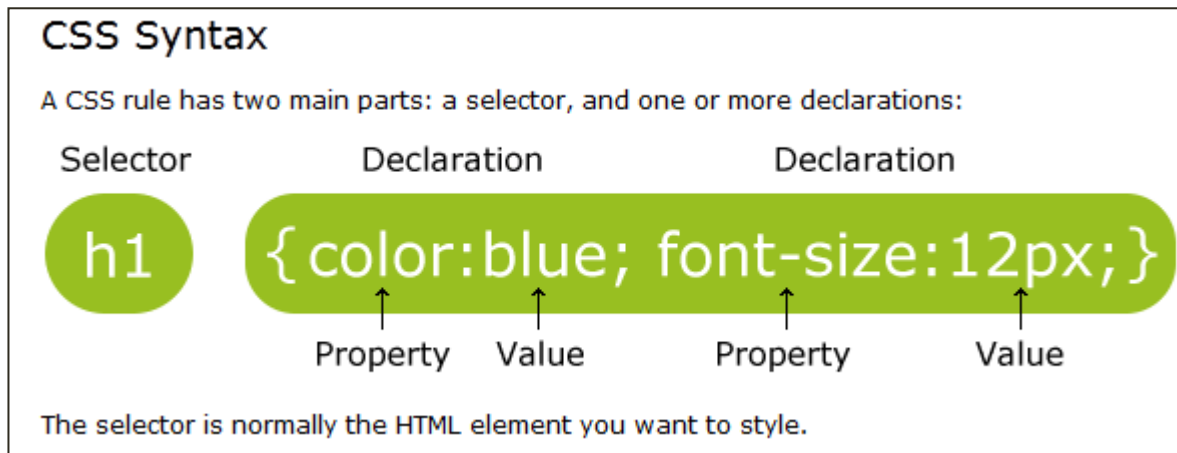 CSS Syntax
A CSS rule has two main parts: a selector, and one or more declarations:
Selector Declaration Declaration
h1 {color:blue; font-size:12px;}
Property Value Property Value
The selector is normally the HTML element you want to style.